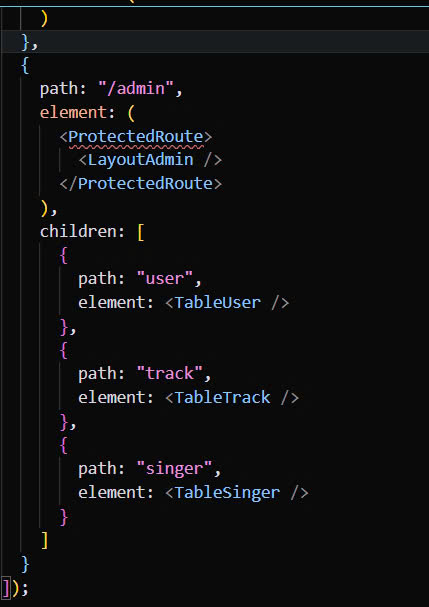 )
},
{
path: "/admin",
element: (
<ProtectedRoute>
<LayoutAdmin />
</ProtectedRoute>
),
children: [
{
path: "user",
element: <TableUser />
},
{
path: "track",
element: <TableTrack />
},
{
path: "singer",
element: <TableSinger />
}
]
}
]);